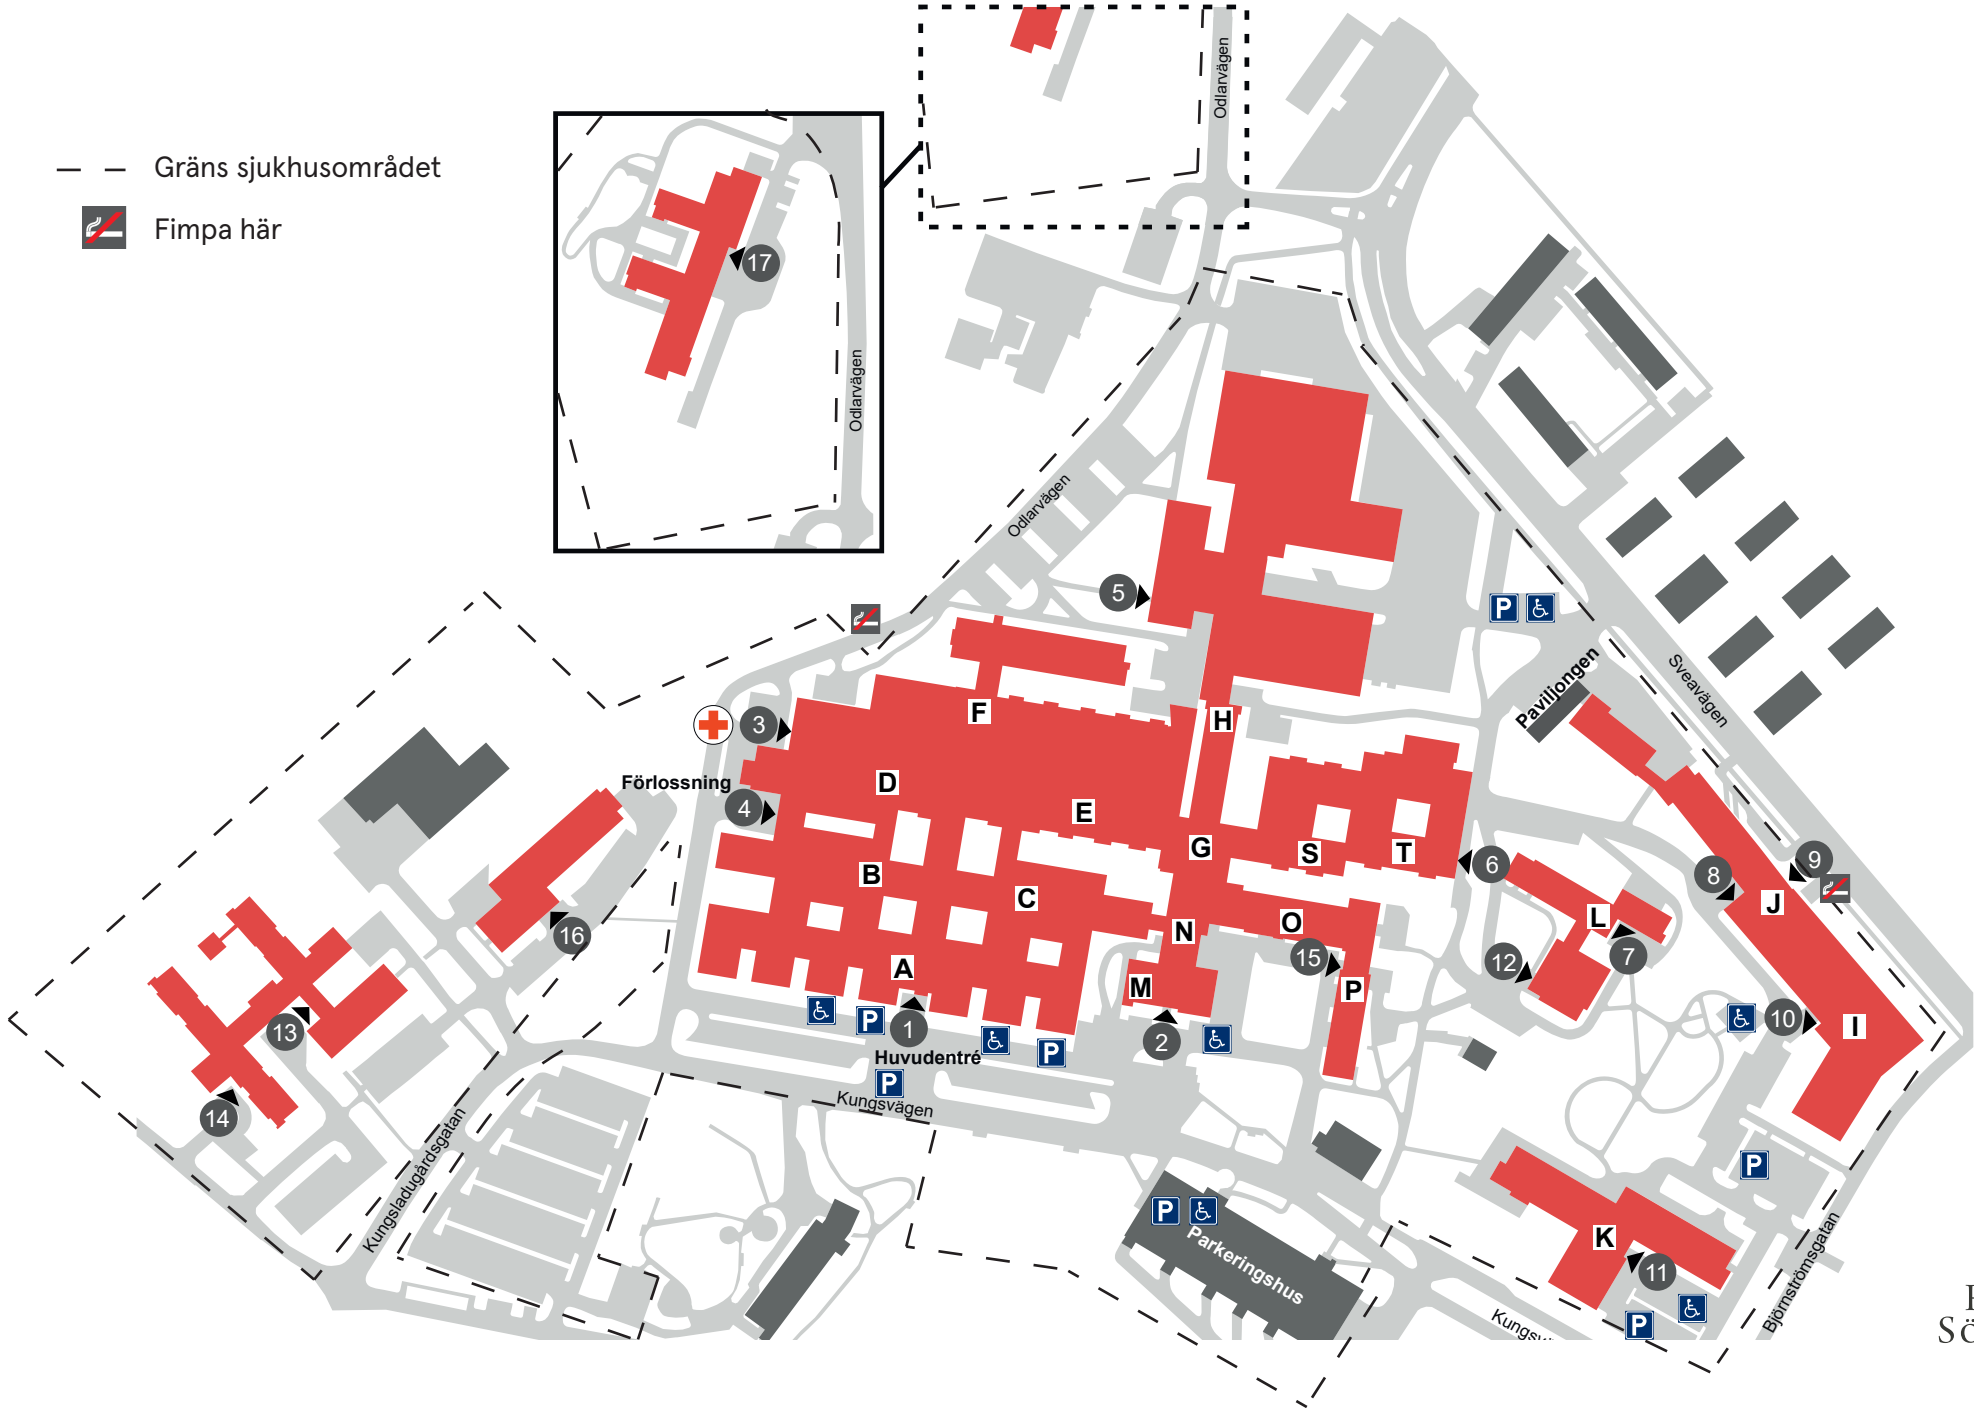 Gräns sjukhusområdet
Fimpa här
Odlarvägen
17
Odlarvägen
Odlarvägen
5
P
Sveavägen
Paviljongen
3
F
H
Förlossning
4
D
E
G
S
T
6
9
8
J
B
C
L
O
N
16
A
15
12
7
M
P
13
P
1
2
10
I
Huvudentré
P
P
14
Kungsvägen
Kungsladugårdsgatan
P
P
Parkeringshus
K
11
Björnströmsgatan
P